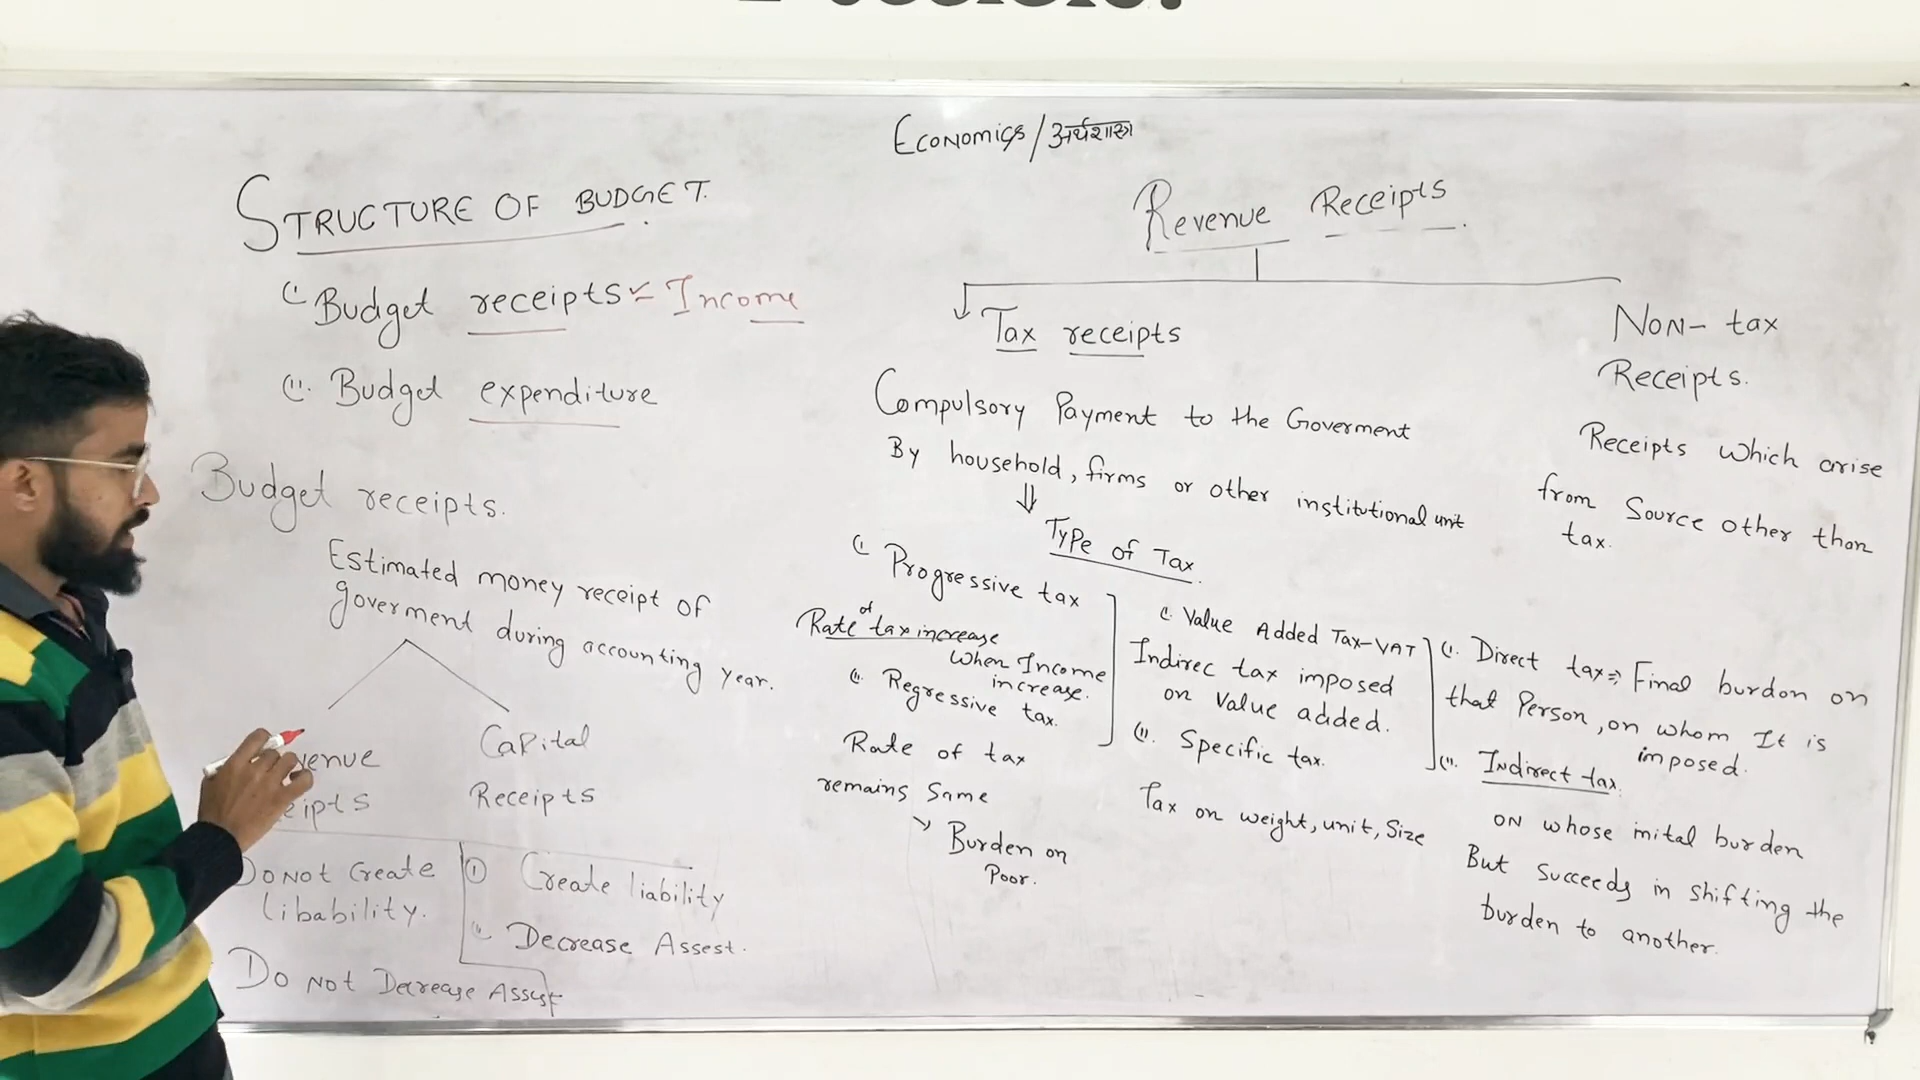 Economics/अर्थशास्त्र
STRUCTURE OF BUDGET.
(i Budget receipts Income
(ii. Budget expenditure
Budget receipts.
Estimated money receipt of
goverment during accounting year.
venue
eipts
Capital
Receipts
Do not Create
libability.
Do Not Decrease Assest
(i) Create liability
(ii Decrease Assest.
Revenue Receipts
Tax receipts
Compulsory Payment to the Goverment
By household, firms or other institutional unit
⇓
Type of Tax
(i Progressive tax
Rate of tax increase
when Income
increase.
(ii. Regressive tax.
Rate of tax
remains Same
Burden on
Poor.
(i. Value Added Tax-VAT
Indirec tax imposed
on Value added.
(ii. Specific tax.
Tax on weight, unit, Size
(i. Direct tax ⇒ Final burdon on
that Person, on whom It is
imposed.
(ii. Indirect tax.
ON whose inital burden
But Succeeds in Shifting the
burden to another.
Non-tax
Receipts.
Receipts which arise
from Source other than
tax.